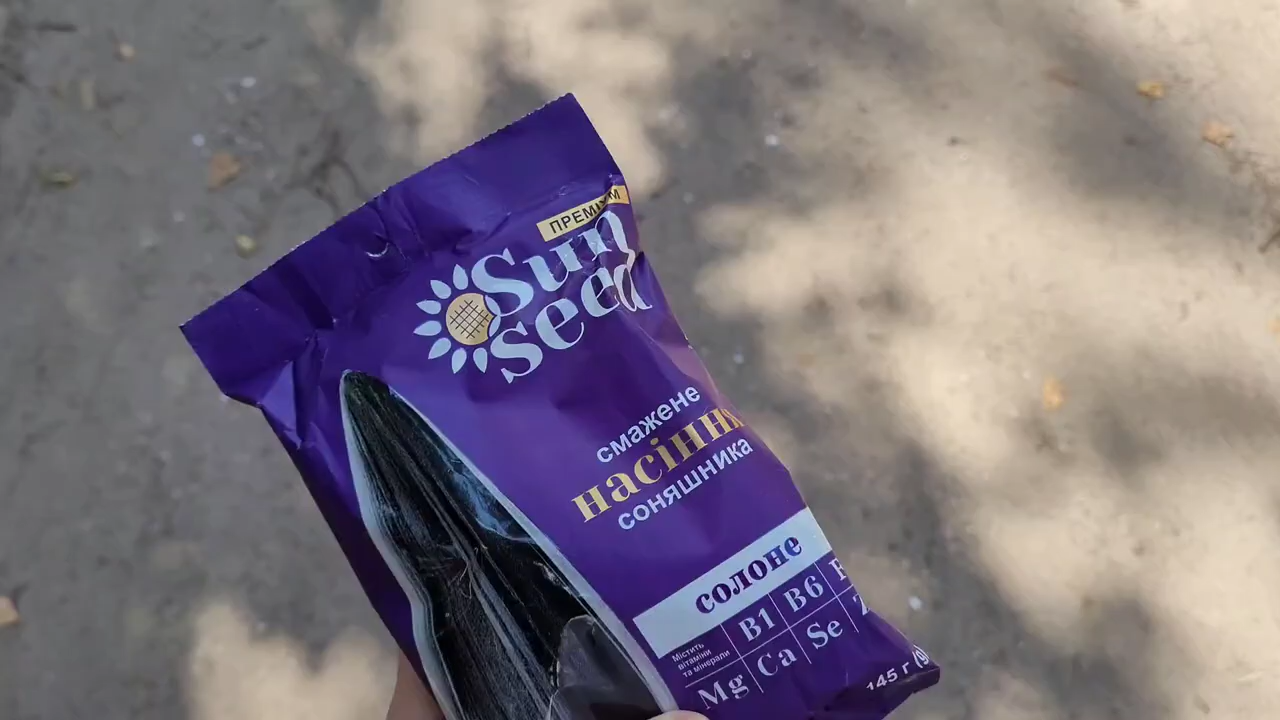 ПРЕМІУМ
Sun
seed
смажене
насіння
соняшника
солоне
Містить
вітаміни
та мінерали
B1 B6
Mg Ca Se
145 г